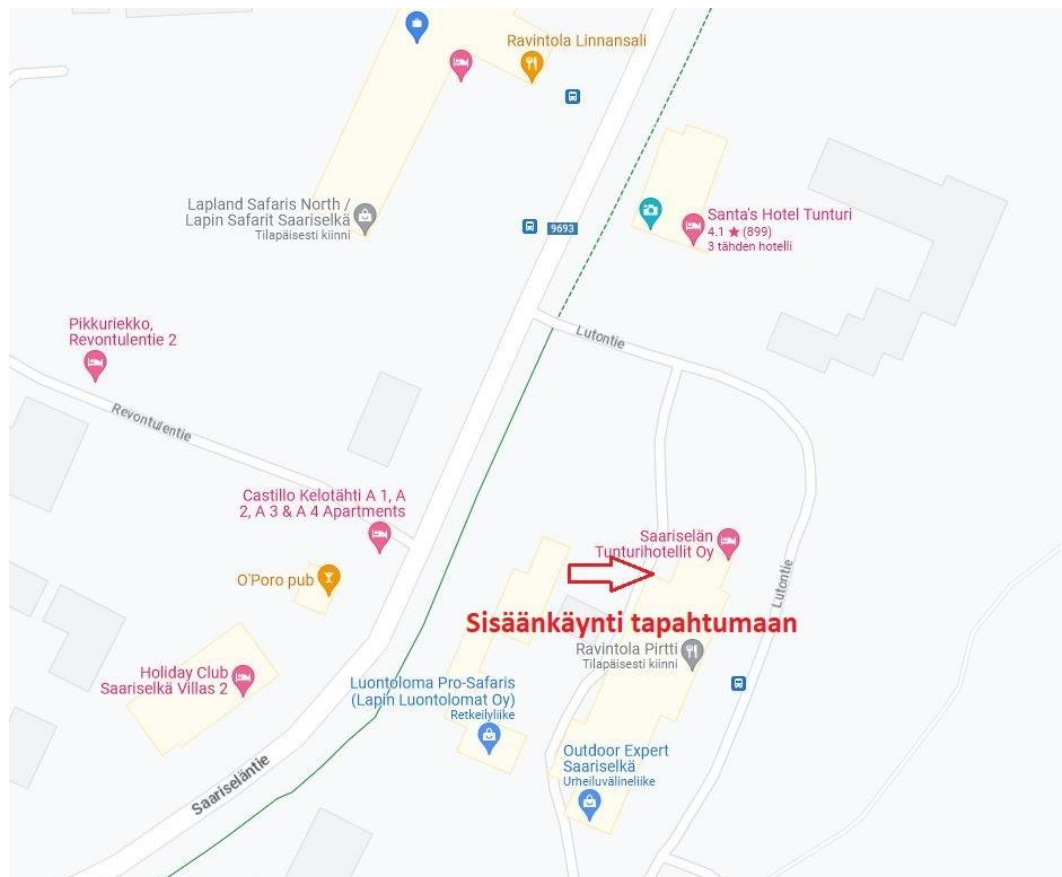 Ravintola Linnansali
Lapland Safaris North /
Lapin Safarit Saariselkä
Tilapäisesti kiinni
9693
Santa's Hotel Tunturi
4.1 ★ (899)
3 tähden hotelli
Pikkuriekko,
Revontulentie 2
Lutontie
Revontulentie
Castillo Kelotähti A 1, A
2, A 3 & A 4 Apartments
Saariselän
Tunturihotellit Oy
O'Poro pub
Lutontie
Sisäänkäynti tapahtumaan
Ravintola Pirtti
Tilapäisesti kiinni
Holiday Club
Saariselkä Villas 2
Luontoloma Pro-Safaris
(Lapin Luontolomat Oy)
Retkeilyliike
Outdoor Expert
Saariselkä
Urheiluvälineliike
Saariseläntie